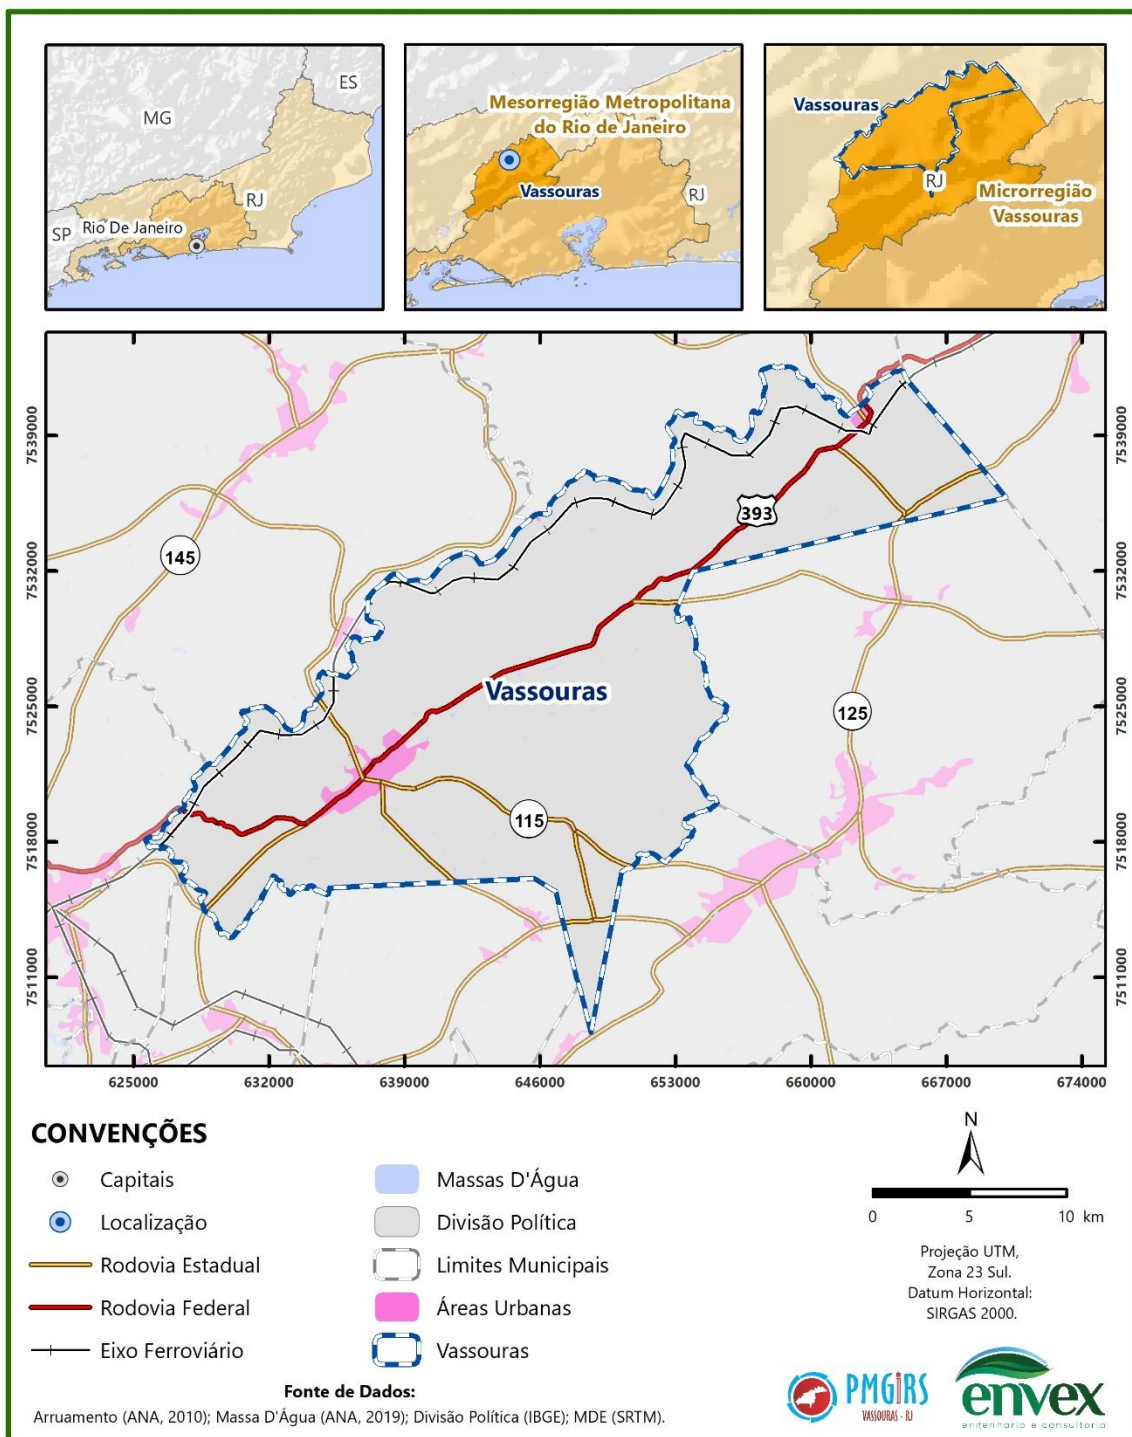 MG
ES
RJ
SP
Rio De Janeiro
Mesorregião Metropolitana
do Rio de Janeiro
Vassouras
RJ
Vassouras
RJ
Microrregião
Vassouras
7539000
7532000
7525000
7518000
7511000
7539000
7532000
7525000
7518000
7511000
393
145
Vassouras
125
115
625000
632000
639000
646000
653000
660000
667000
674000
CONVENÇÕES
Capitais
Localização
Rodovia Estadual
Rodovia Federal
Eixo Ferroviário
Massas D'Água
Divisão Política
Limites Municipais
Áreas Urbanas
Vassouras
N
0 5 10 km
Projeção UTM,
Zona 23 Sul.
Datum Horizontal:
SIRGAS 2000.
Fonte de Dados:
Arruamento (ANA, 2010); Massa D'Água (ANA, 2019); Divisão Política (IBGE); MDE (SRTM).
PMGIRS
VASSOURAS - RJ
envex
engenharia e consultoria